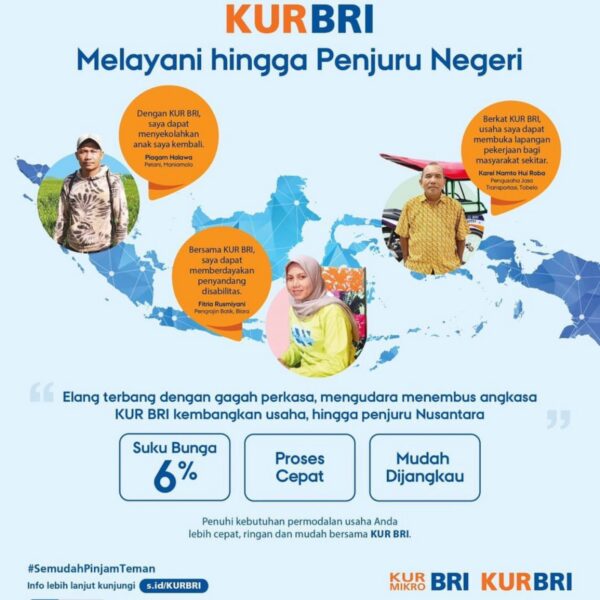 KURBRI
Melayani hingga Penjuru Negeri
Dengan KUR BRI,
saya dapat
menyekolahkan
anak saya kembali.
Piagam Halawa
Petani, Maniamolo
Berkat KUR BRI,
usaha saya dapat
membuka lapangan
pekerjaan bagi
masyarakat sekitar.
Karel Namto Hui Roba
Pengusaha Jasa
Transportasi, Tobelo
Bersama KUR BRI,
saya dapat
memberdayakan
penyandang
disabilitas.
Fitria Rusmiyani
Pengrajin Batik, Blora
“ Elang terbang dengan gagah perkasa, mengudara menembus angkasa
KUR BRI kembangkan usaha, hingga penjuru Nusantara ”
Suku Bunga
6%
Proses
Cepat
Mudah
Dijangkau
Penuhi kebutuhan permodalan usaha Anda
lebih cepat, ringan dan mudah bersama KUR BRI.
#SemudahPinjamTeman
Info lebih lanjut kunjungi s.id/KURBRI
KUR MIKRO BRI KURBRI